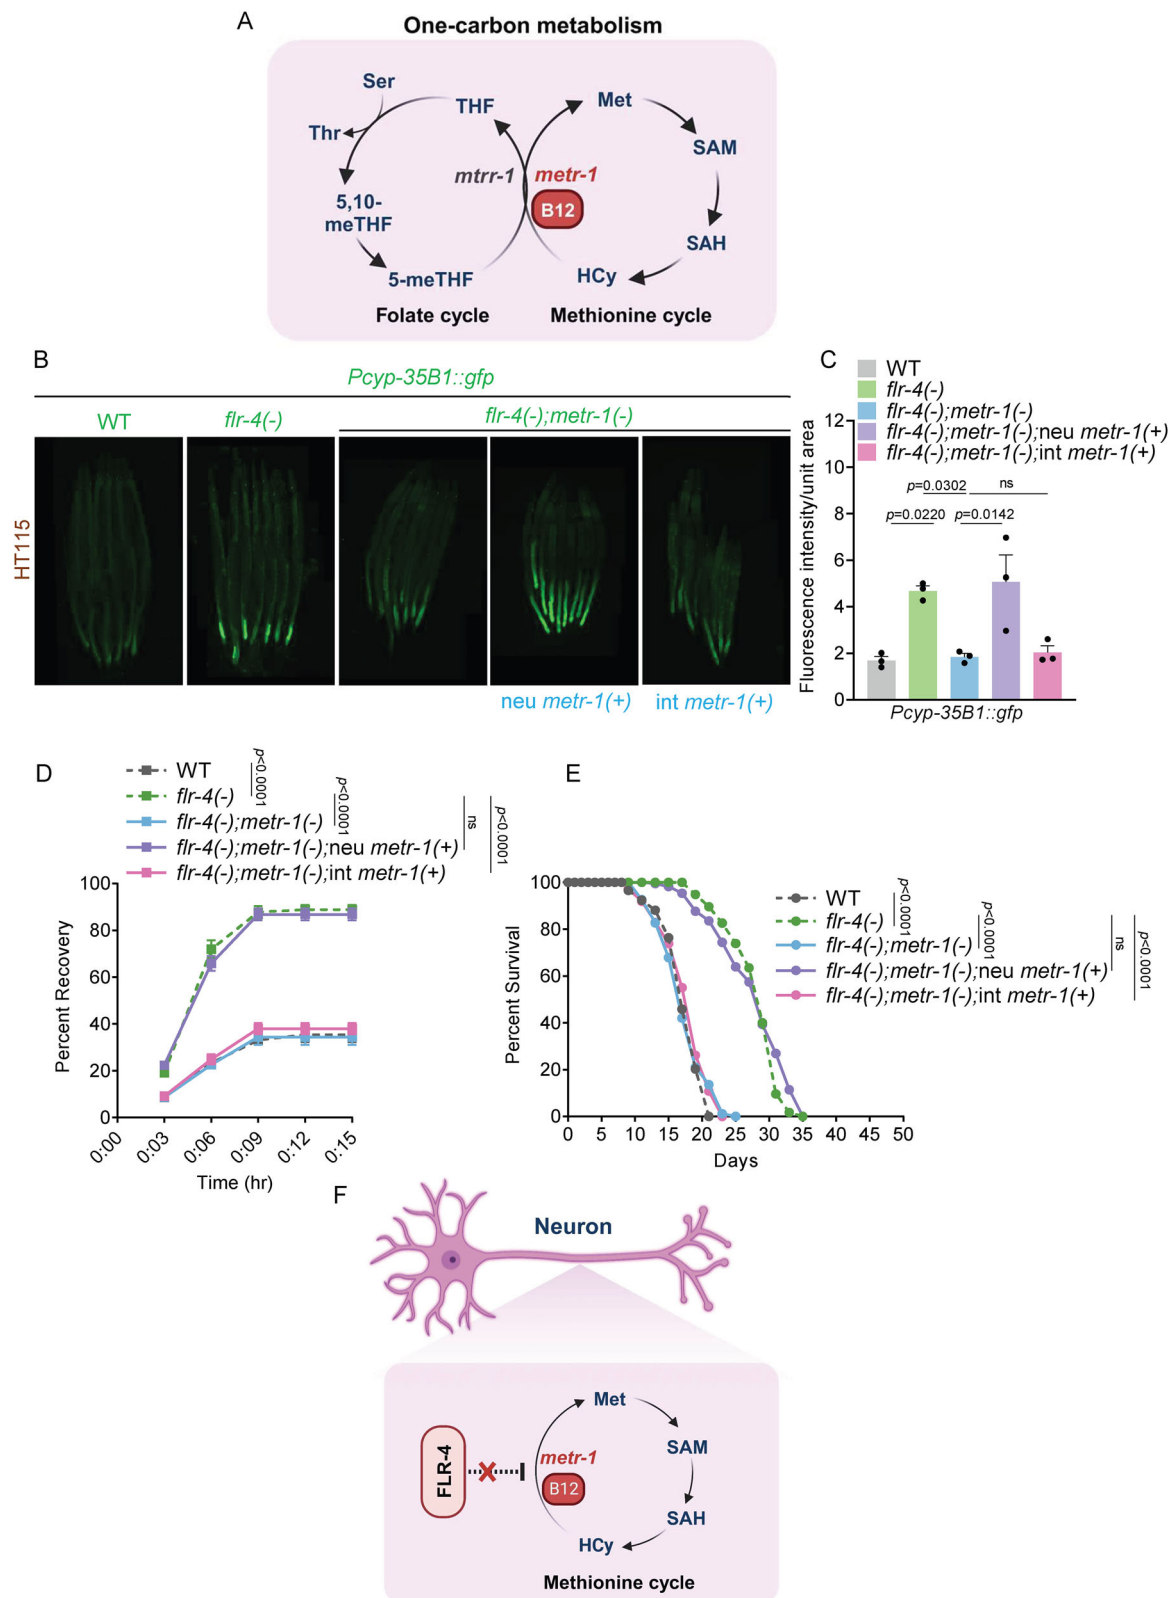 A
One-carbon metabolism
Ser
THF
Thr
Met
SAM
mtrr-1
metr-1
B12
5,10-
meTHF
SAH
5-meTHF
HCy
Folate cycle
Methionine cycle
B
Pcyp-35B1::gfp
WT
flr-4(-)
flr-4(-);metr-1(-)
HT115
neu metr-1(+)
int metr-1(+)
C
WT
flr-4(-)
flr-4(-);metr-1(-)
flr-4(-);metr-1(-);neu metr-1(+)
flr-4(-);metr-1(-);int metr-1(+)
Fluorescence intensity/unit area
12
10
8
6
4
2
0
p=0.0302
ns
p=0.0220
p=0.0142
Pcyp-35B1::gfp
D
WT
flr-4(-)
flr-4(-);metr-1(-)
flr-4(-);metr-1(-);neu metr-1(+)
flr-4(-);metr-1(-);int metr-1(+)
p<0.0001
p<0.0001
ns
p<0.0001
Percent Recovery
100
80
60
40
20
0
0:00
0:03
0:06
0:09
0:12
0:15
Time (hr)
E
Percent Survival
100
80
60
40
20
0
0
5
10
15
20
25
30
35
40
45
50
Days
WT
flr-4(-)
flr-4(-);metr-1(-)
flr-4(-);metr-1(-);neu metr-1(+)
flr-4(-);metr-1(-);int metr-1(+)
p<0.0001
p<0.0001
ns
p<0.0001
F
Neuron
FLR-4
Met
SAM
metr-1
B12
SAH
HCy
Methionine cycle